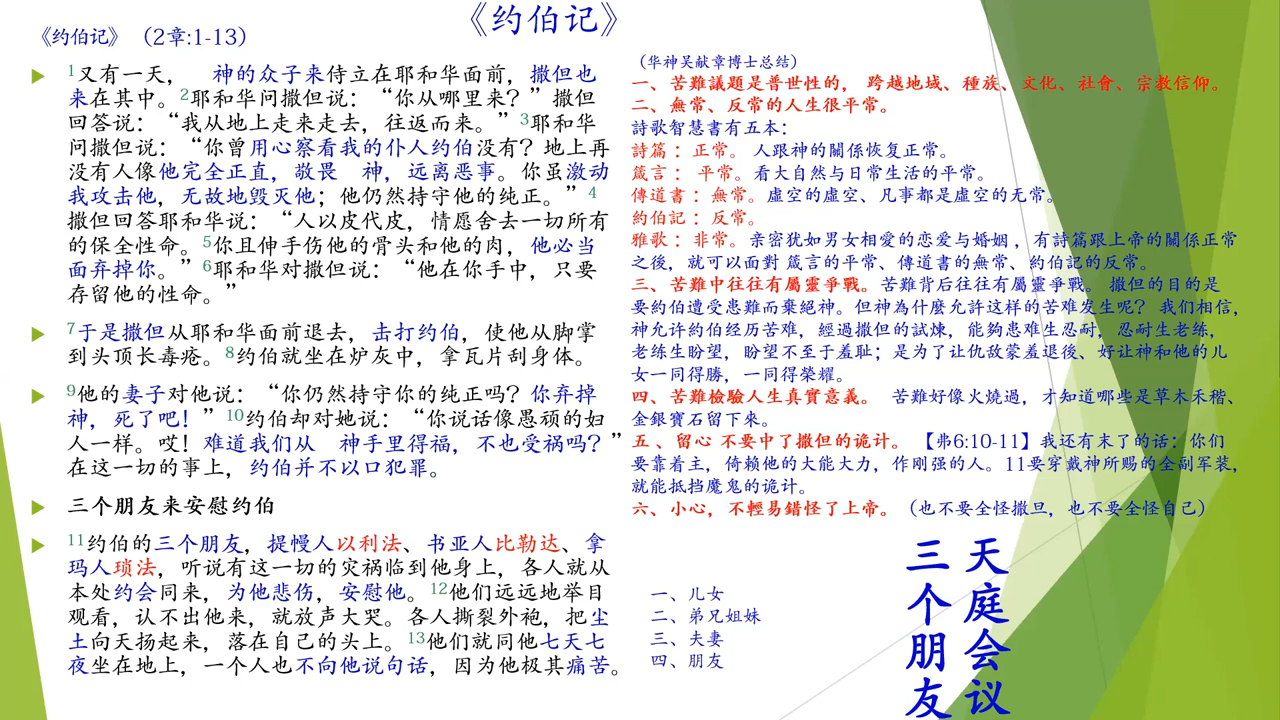 《约伯记》
《约伯记》（2章:1-13）
1又有一天，　神的众子来侍立在耶和华面前，撒但也
来在其中。2耶和华问撒但说：“你从哪里来？”撒但
回答说：“我从地上走来走去，往返而来。”3耶和华
问撒但说：“你曾用心察看我的仆人约伯没有？地上再
没有人像他完全正直，敬畏　神，远离恶事。你虽激动
我攻击他，无故地毁灭他；他仍然持守他的纯正。”4
撒但回答耶和华说：“人以皮代皮，情愿舍去一切所有
的保全性命。5你且伸手伤他的骨头和他的肉，他必当
面弃掉你。”6耶和华对撒但说：“他在你手中，只要
存留他的性命。”
7于是撒但从耶和华面前退去，击打约伯，使他从脚掌
到头顶长毒疮。8约伯就坐在炉灰中，拿瓦片刮身体。
9他的妻子对他说：“你仍然持守你的纯正吗？你弃掉
神，死了吧！”10约伯却对她说：“你说话像愚顽的妇
人一样。哎！难道我们从　神手里得福，不也受祸吗？”
在这一切的事上，约伯并不以口犯罪。
三个朋友来安慰约伯
11约伯的三个朋友，提幔人以利法、书亚人比勒达、拿
玛人琐法，听说有这一切的灾祸临到他身上，各人就从
本处约会同来，为他悲伤，安慰他。12他们远远地举目
观看，认不出他来，就放声大哭。各人撕裂外袍，把尘
土向天扬起来，落在自己的头上。13他们就同他七天七
夜坐在地上，一个人也不向他说句话，因为他极其痛苦。
（华神吴献章博士总结）
一、苦難議題是普世性的， 跨越地域、種族、文化、社會、宗教信仰。
二、無常、反常的人生很平常。
詩歌智慧書有五本：
詩篇： 正常。 人跟神的關係恢复正常。
箴言： 平常。看大自然与日常生活的平常。
傳道書： 無常。虛空的虛空、凡事都是虛空的无常。
約伯記： 反常。
雅歌： 非常。亲密犹如男女相愛的恋爱与婚姻，有詩篇跟上帝的關係正常
之後，就可以面對 箴言的平常、傳道書的無常、約伯記的反常。
三、苦難中往往有屬靈爭戰。苦難背后往往有屬靈爭戰。 撒但的目的是
要約伯遭受患難而棄絕神。但神為什麼允許这样的苦难发生呢？ 我们相信，
神允许約伯经历苦难，經過撒但的試煉，能夠患难生忍耐，忍耐生老练，
老练生盼望，盼望不至于羞耻；是为了让仇敌蒙羞退後、好让神和他的儿
女一同得勝，一同得榮耀。
四、苦難檢驗人生真實意義。 苦难好像火燒過，才知道哪些是草木禾稭、
金銀寶石留下來。
五、留心 不要中了撒但的诡计。 【弗6:10-11】我还有末了的话：你们
要靠着主，倚赖他的大能大力，作刚强的人。11要穿戴神所赐的全副军装，
就能抵挡魔鬼的诡计。
六、小心，不輕易錯怪了上帝。（也不要全怪撒旦，也不要全怪自己）
一、儿女
二、弟兄姐妹
三、夫妻
四、朋友
天庭会议
三个朋友